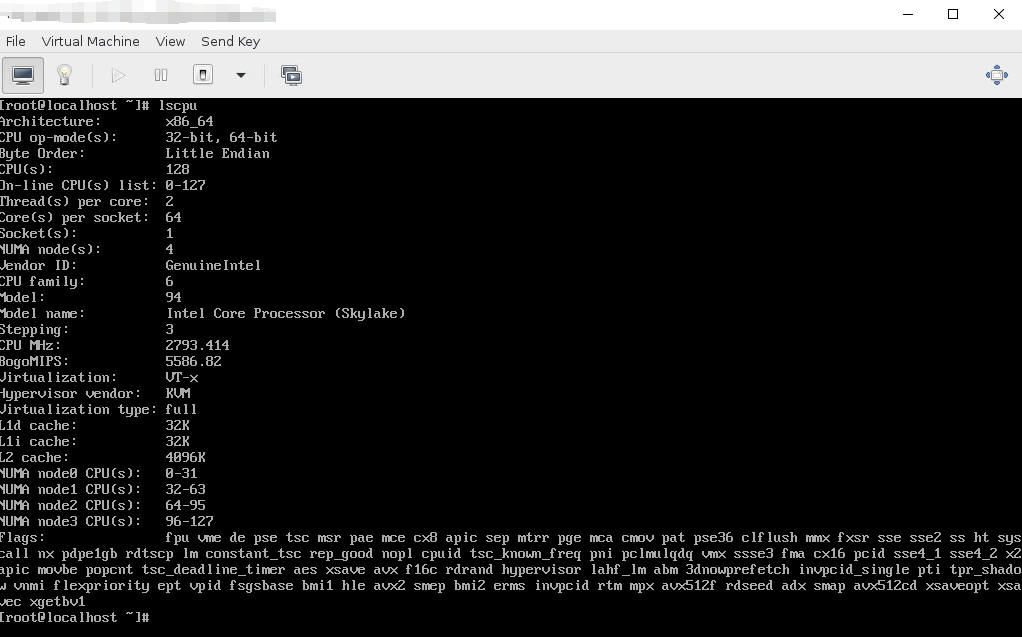 File Virtual Machine View Send Key
[root@localhost ~]# lscpu
Architecture: x86_64
CPU op-mode(s): 32-bit, 64-bit
Byte Order: Little Endian
CPU(s): 128
On-line CPU(s) list: 0-127
Thread(s) per core: 2
Core(s) per socket: 64
Socket(s): 1
NUMA node(s): 4
Vendor ID: GenuineIntel
CPU family: 6
Model: 94
Model name: Intel Core Processor (Skylake)
Stepping: 3
CPU MHz: 2793.414
BogoMIPS: 5586.82
Virtualization: VT-x
Hypervisor vendor: KVM
Virtualization type: full
L1d cache: 32K
L1i cache: 32K
L2 cache: 4096K
NUMA node0 CPU(s): 0-31
NUMA node1 CPU(s): 32-63
NUMA node2 CPU(s): 64-95
NUMA node3 CPU(s): 96-127
Flags: fpu vme de pse tsc msr pae mce cx8 apic sep mtrr pge mca cmov pat pse36 clflush mmx fxsr sse sse2 ss ht sys
call nx pdpe1gb rdtscp lm constant_tsc rep_good nopl cpuid tsc_known_freq pni pclmulqdq vmx ssse3 fma cx16 pcid sse4_1 sse4_2 x2
apic movbe popcnt tsc_deadline_timer aes xsave avx f16c rdrand hypervisor lahf_lm abm 3dnowprefetch invpcid_single pti tpr_shado
w vnmi flexpriority ept vpid fsgsbase bmi1 hle avx2 smep bmi2 erms invpcid rtm mpx avx512f rdseed adx smap avx512cd xsaveopt xsa
vec xgetbv1
[root@localhost ~]#